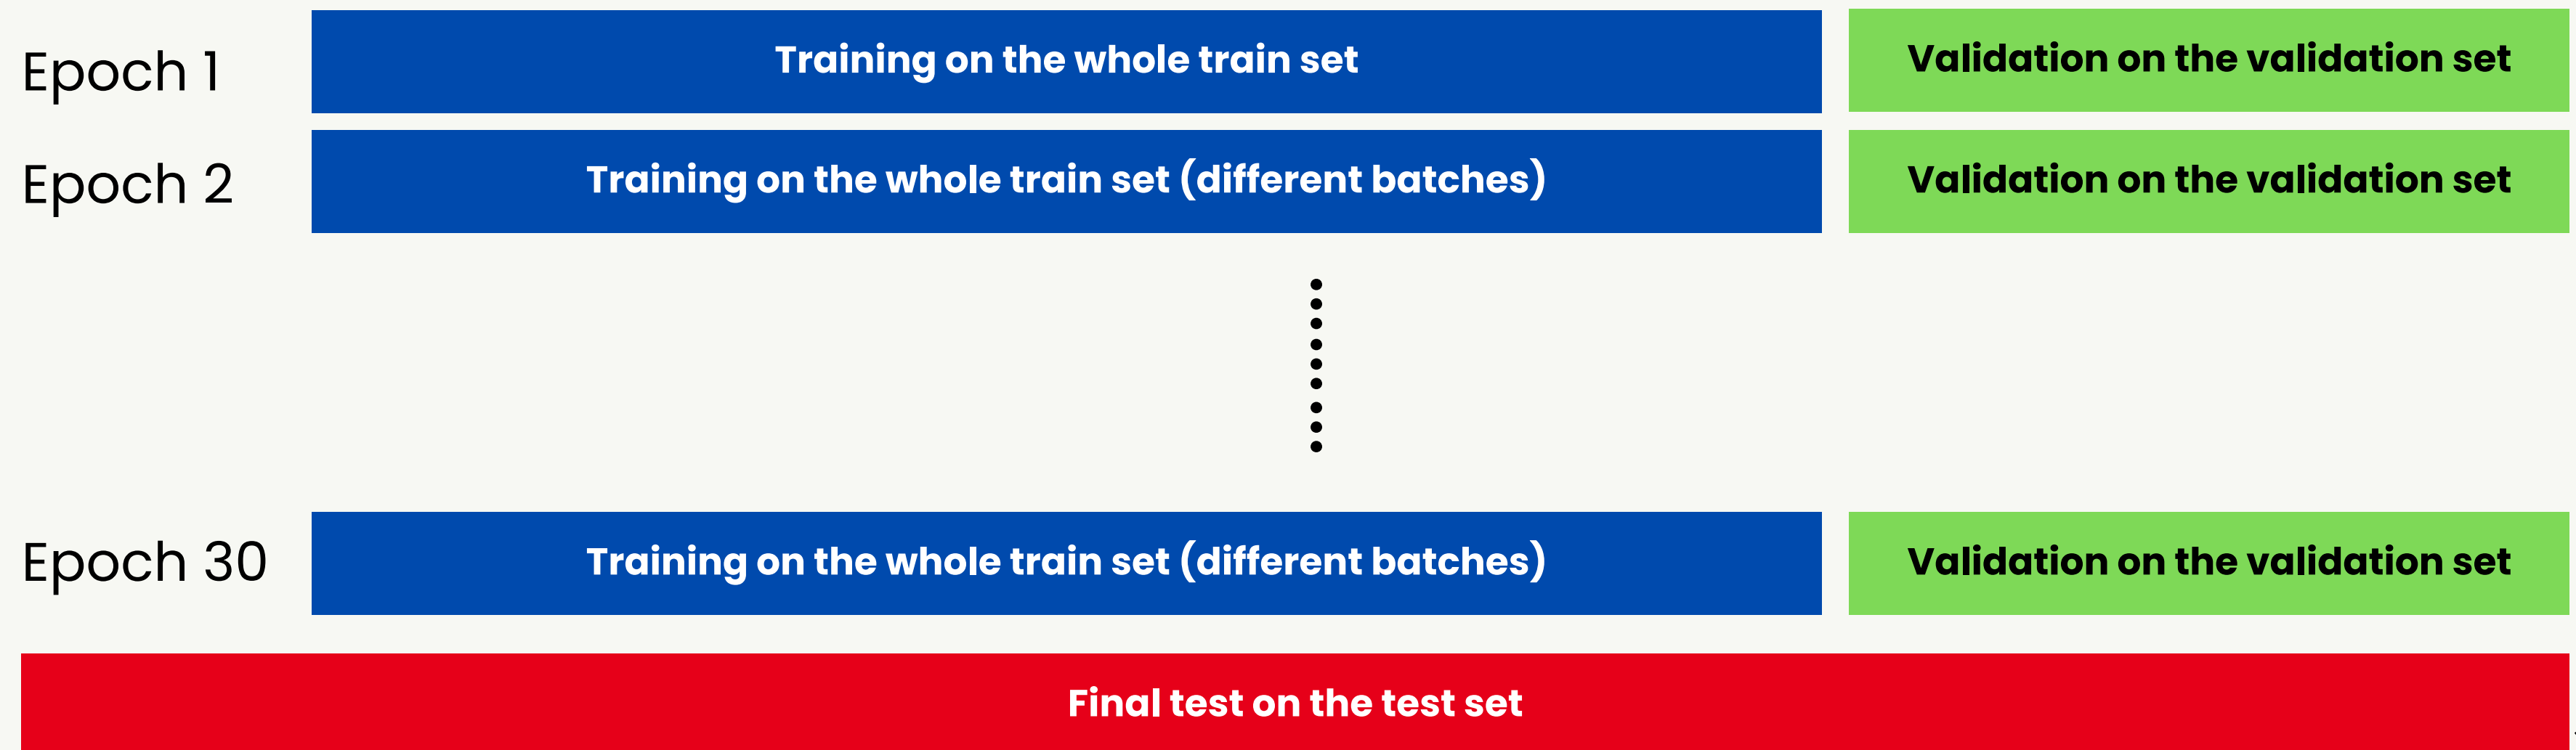 Epoch 1
Training on the whole train set
Validation on the validation set
Epoch 2
Training on the whole train set (different batches)
Validation on the validation set
Epoch 30
Training on the whole train set (different batches)
Validation on the validation set
Final test on the test set